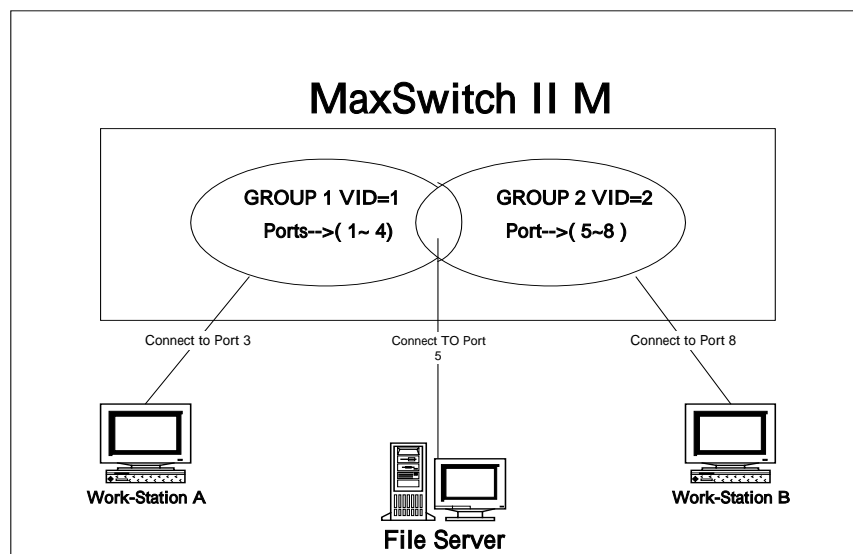 MaxSwitch II M
GROUP 1 VID=1
Ports-->( 1~ 4)
GROUP 2 VID=2
Port-->( 5~8 )
Connect to Port 3
Connect TO Port
5
Connect to Port 8
Work-Station A
File Server
Work-Station B